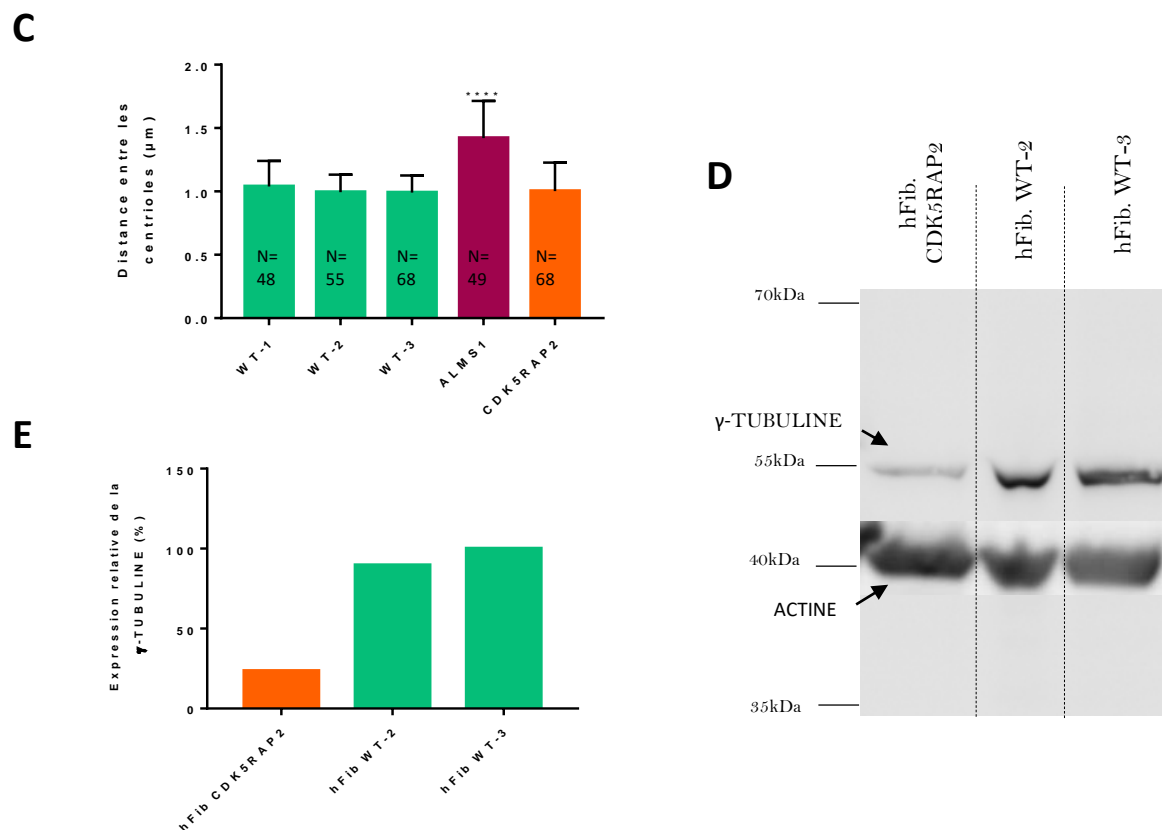 C
Distance entre les
centrioles (µm)
2.0
1.5
1.0
0.5
0.0
****
N=
48
N=
55
N=
68
N=
49
N=
68
WT-1
WT-2
WT-3
ALMS1
CDK5RAP2
D
hFib.
CDK5RAP2
hFib. WT-2
hFib. WT-3
70kDa
γ-TUBULINE
55kDa
40kDa
ACTINE
35kDa
E
Expression relative de la
γ-TUBULINE (%)
150
100
50
0
hFib CDK5RAP2
hFib WT-2
hFib WT-3